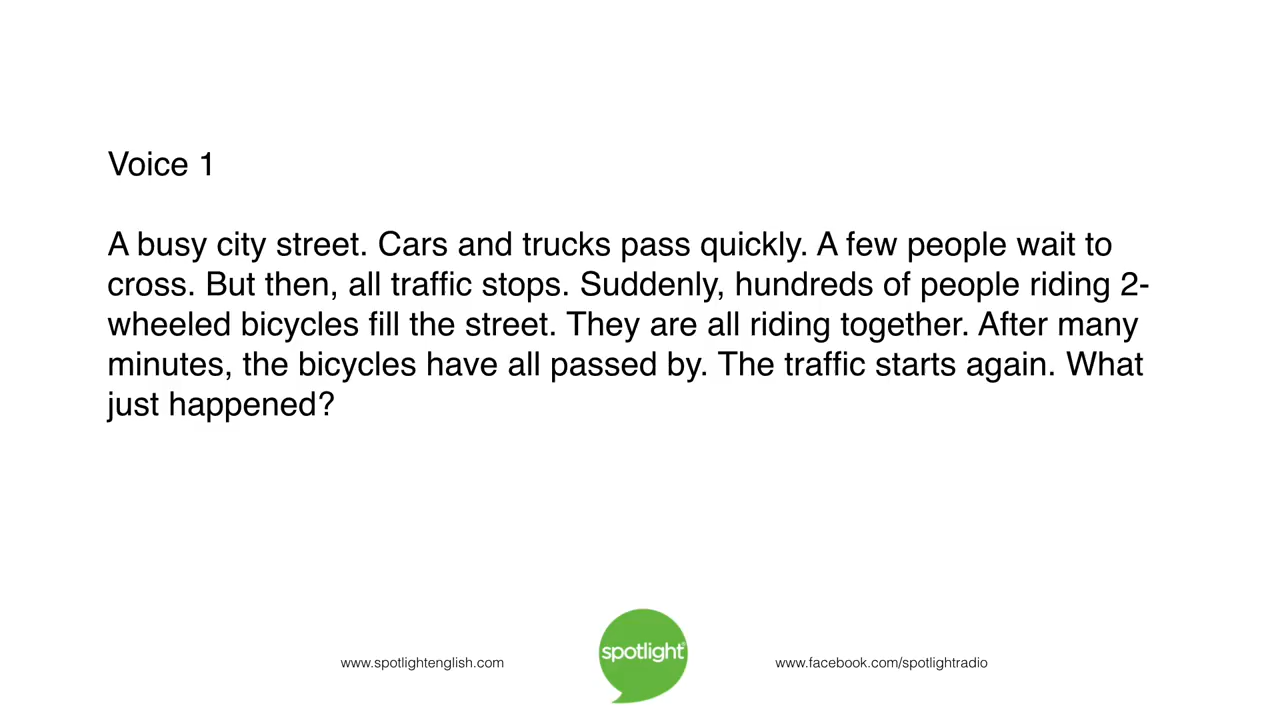 Voice 1
A busy city street. Cars and trucks pass quickly. A few people wait to
cross. But then, all traffic stops. Suddenly, hundreds of people riding 2-
wheeled bicycles fill the street. They are all riding together. After many
minutes, the bicycles have all passed by. The traffic starts again. What
just happened?
www.spotlightenglish.com
spotlight
www.facebook.com/spotlightradio